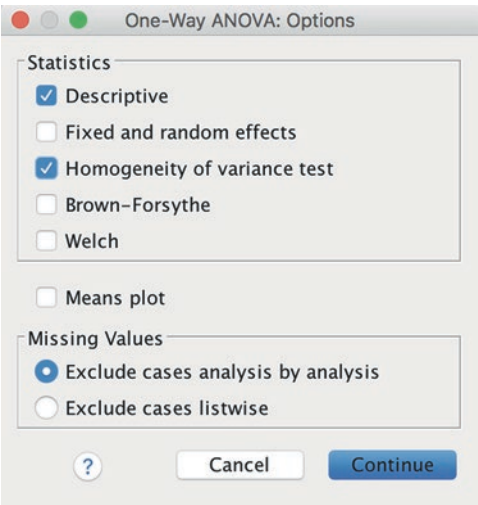 One-Way ANOVA: Options
Statistics
Descriptive
Fixed and random effects
Homogeneity of variance test
Brown-Forsythe
Welch
Means plot
Missing Values
Exclude cases analysis by analysis
Exclude cases listwise
? Cancel Continue